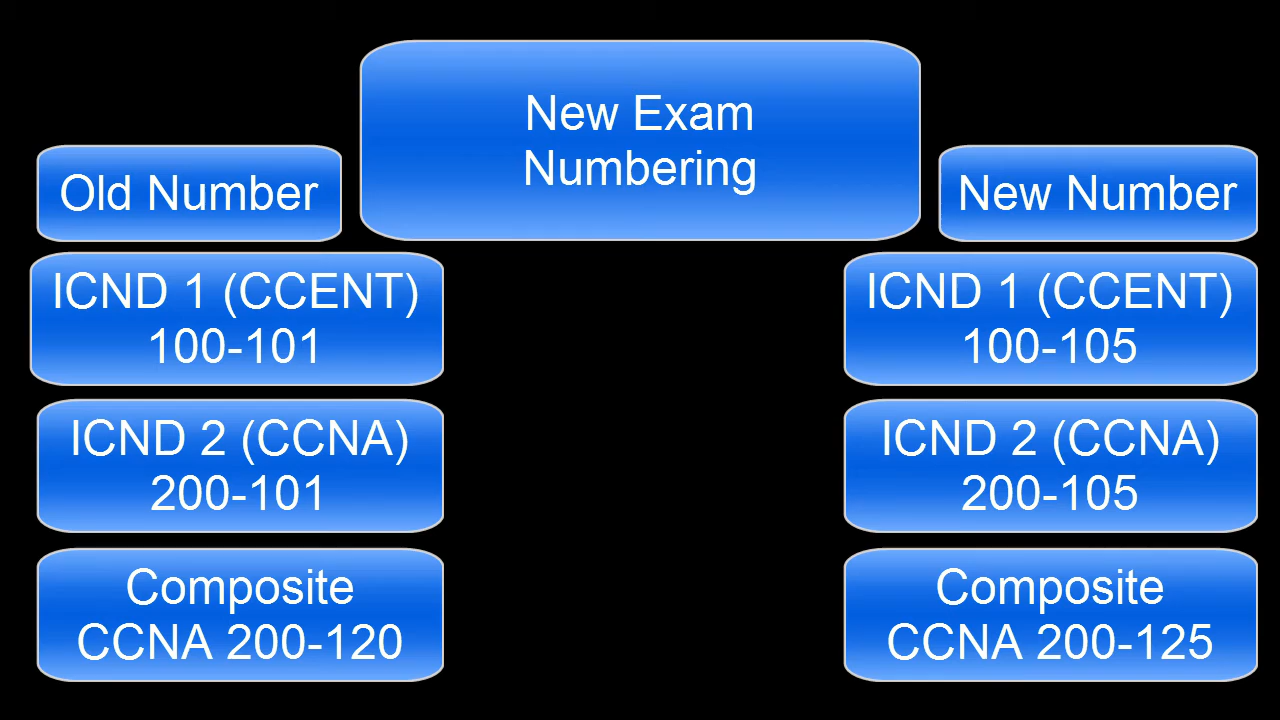 New Exam
Numbering
Old Number
New Number
ICND 1 (CCENT)
100-101
ICND 1 (CCENT)
100-105
ICND 2 (CCNA)
200-101
ICND 2 (CCNA)
200-105
Composite
CCNA 200-120
Composite
CCNA 200-125